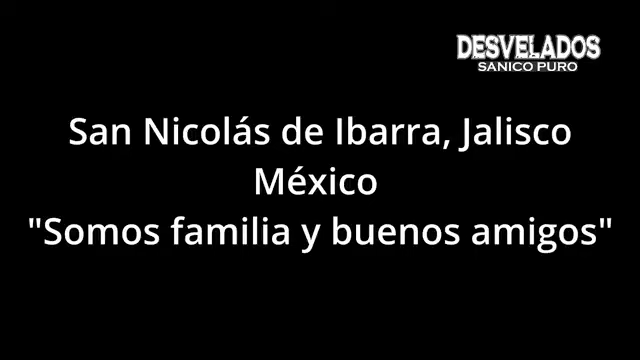 DESVELADOS
SANICO PURO
San Nicolás de Ibarra, Jalisco
México
"Somos familia y buenos amigos"